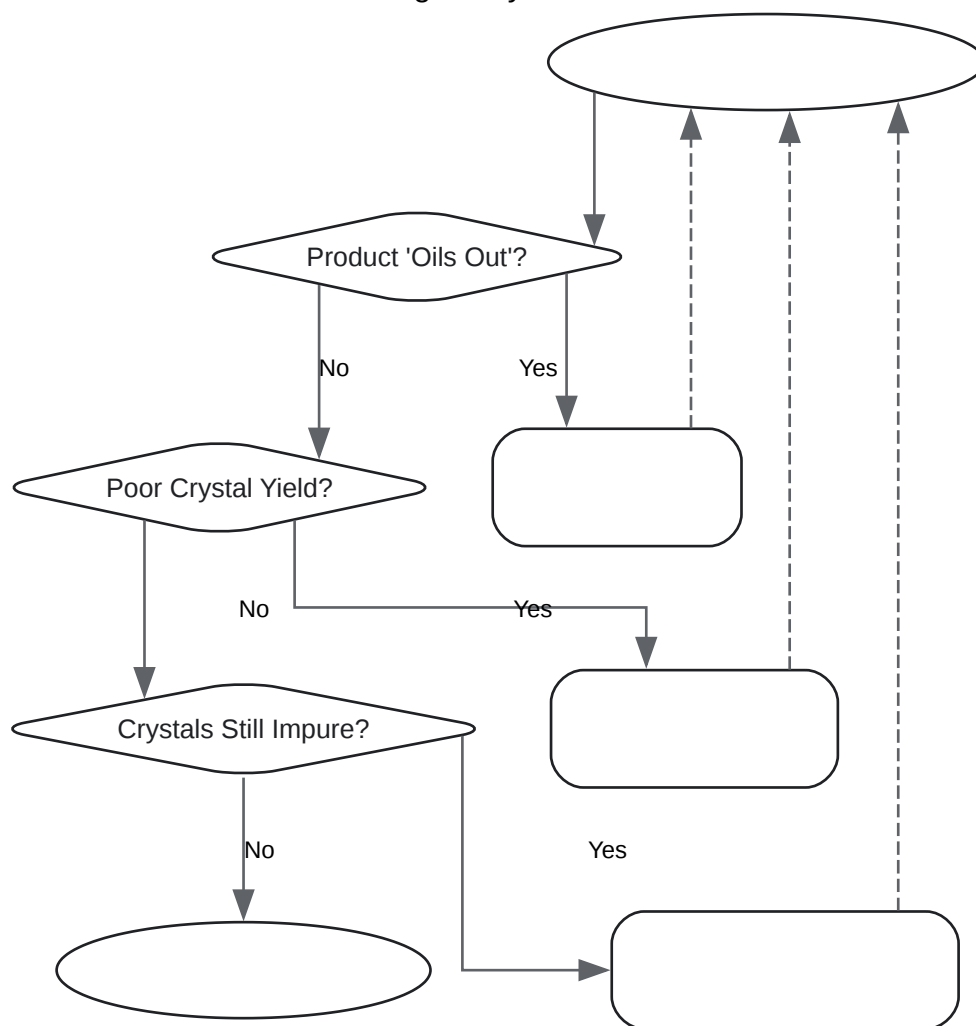 Product 'Oils Out'?
No
Yes
Poor Crystal Yield?
No
Yes
Crystals Still Impure?
No
Yes